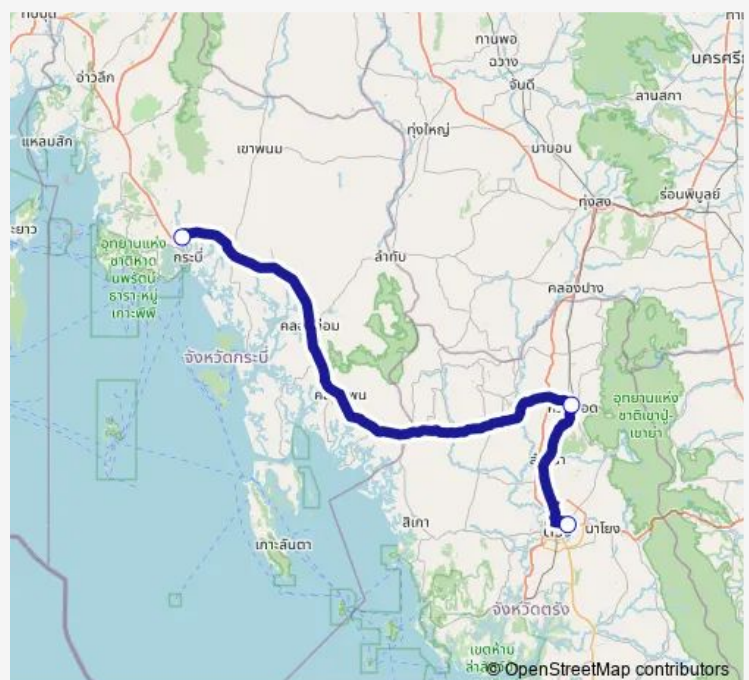 อ่าวลึก
ทานพอ
ฉวาง
จันดี
ลานสกา
แหลมสัก
เขาพนม
ทุ่งใหญ่
นาบอน
ทุ่งสง
ร่อนพิบูลย์
อุทยานแห่ง
ชาติหาด
นพรัตน์
ธารา-หมู่
เกาะพีพี
กระบี่
ลำทับ
คลองปาง
จังหวัดกระบี่
อุทยานแห่ง
ชาติเขาปู่-
เขาย่า
สิเกา
นาโยง
เกาะลันตา
จังหวัดตรัง
เขตห้าม
© OpenStreetMap contributors